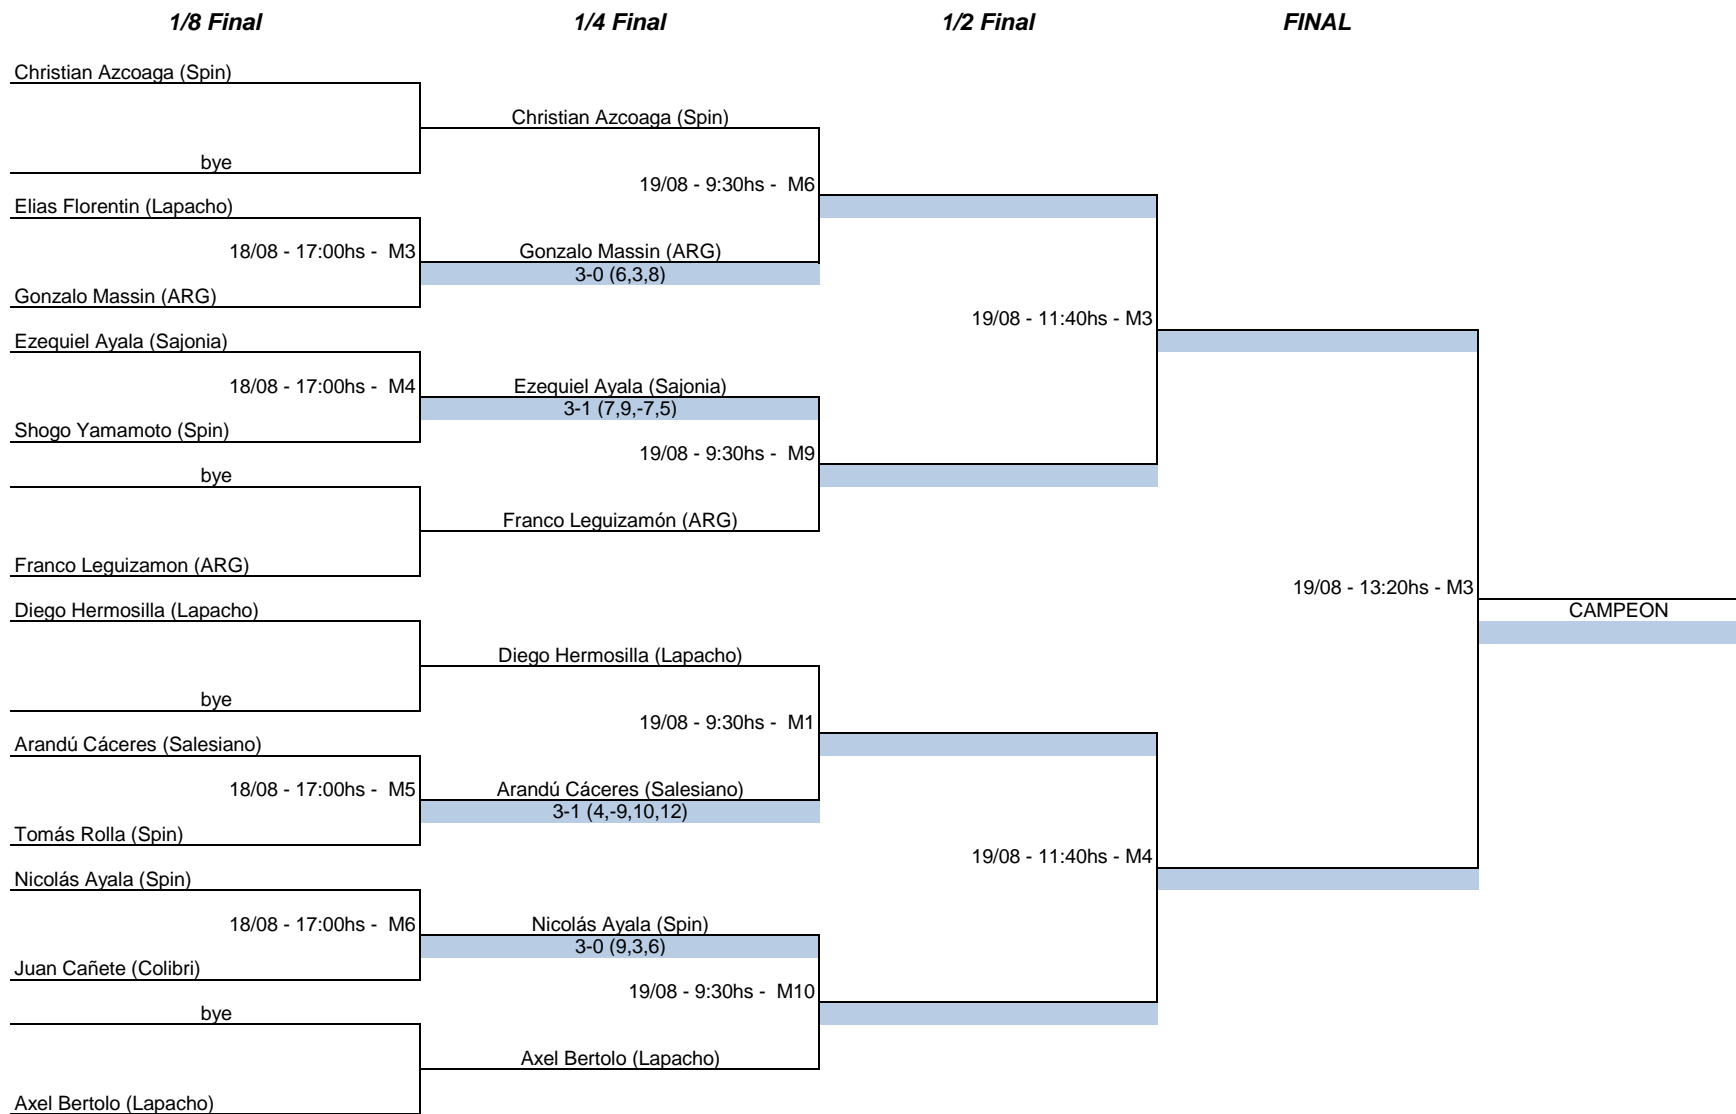 1/8 Final 1/4 Final 1/2 Final FINAL
Christian Azcoaga (Spin)
Christian Azcoaga (Spin)
bye
19/08 - 9:30hs - M6
Elias Florentin (Lapacho)
18/08 - 17:00hs - M3
Gonzalo Massin (ARG)
3-0 (6,3,8)
Gonzalo Massin (ARG)
19/08 - 11:40hs - M3
Ezequiel Ayala (Sajonia)
18/08 - 17:00hs - M4
Ezequiel Ayala (Sajonia)
3-1 (7,9,-7,5)
Shogo Yamamoto (Spin)
19/08 - 9:30hs - M9
bye
Franco Leguizamón (ARG)
Franco Leguizamon (ARG)
19/08 - 13:20hs - M3
Diego Hermosilla (Lapacho)
CAMPEON
Diego Hermosilla (Lapacho)
bye
19/08 - 9:30hs - M1
Arandú Cáceres (Salesiano)
18/08 - 17:00hs - M5
Arandú Cáceres (Salesiano)
3-1 (4,-9,10,12)
Tomás Rolla (Spin)
19/08 - 11:40hs - M4
Nicolás Ayala (Spin)
18/08 - 17:00hs - M6
Nicolás Ayala (Spin)
3-0 (9,3,6)
Juan Cañete (Colibri)
19/08 - 9:30hs - M10
bye
Axel Bertolo (Lapacho)
Axel Bertolo (Lapacho)